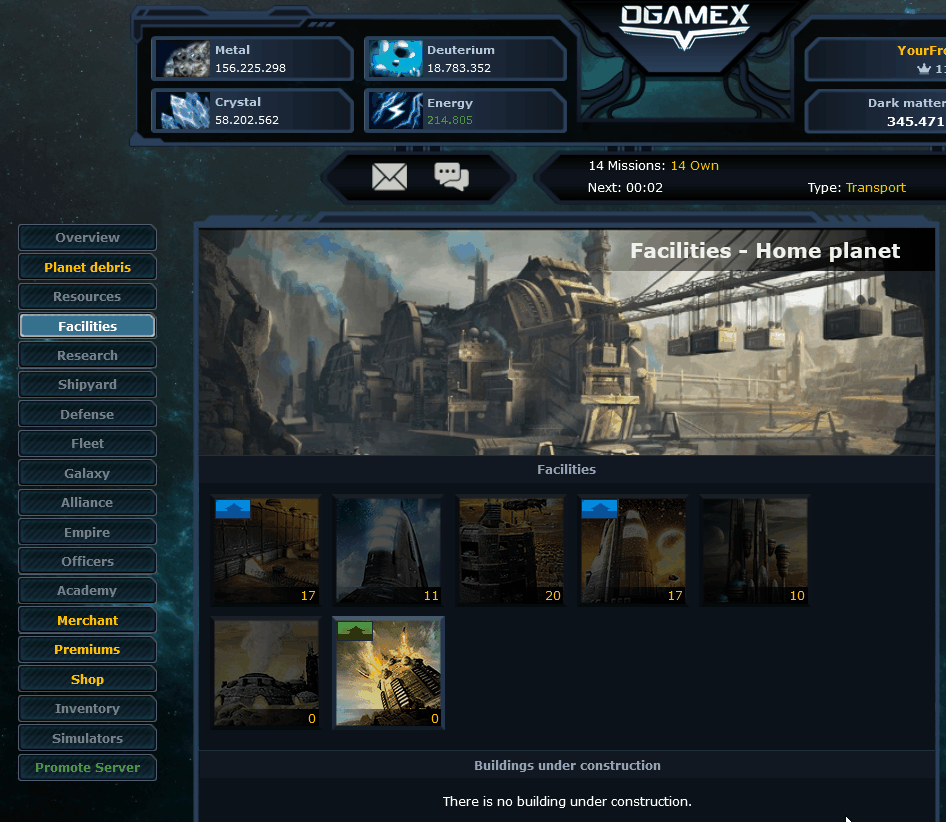 OGAMEX
Metal
156.225.298
Deuterium
18.783.352
Crystal
58.202.562
Energy
214.805
YourFr
Dark matter
345.471
14 Missions: 14 Own
Next: 00:02
Type: Transport
Overview
Planet debris
Resources
Facilities
Research
Shipyard
Defense
Fleet
Galaxy
Alliance
Empire
Officers
Academy
Merchant
Premiums
Shop
Inventory
Simulators
Promote Server
Facilities - Home planet
Facilities
17
11
20
17
10
0
0
Buildings under construction
There is no building under construction.